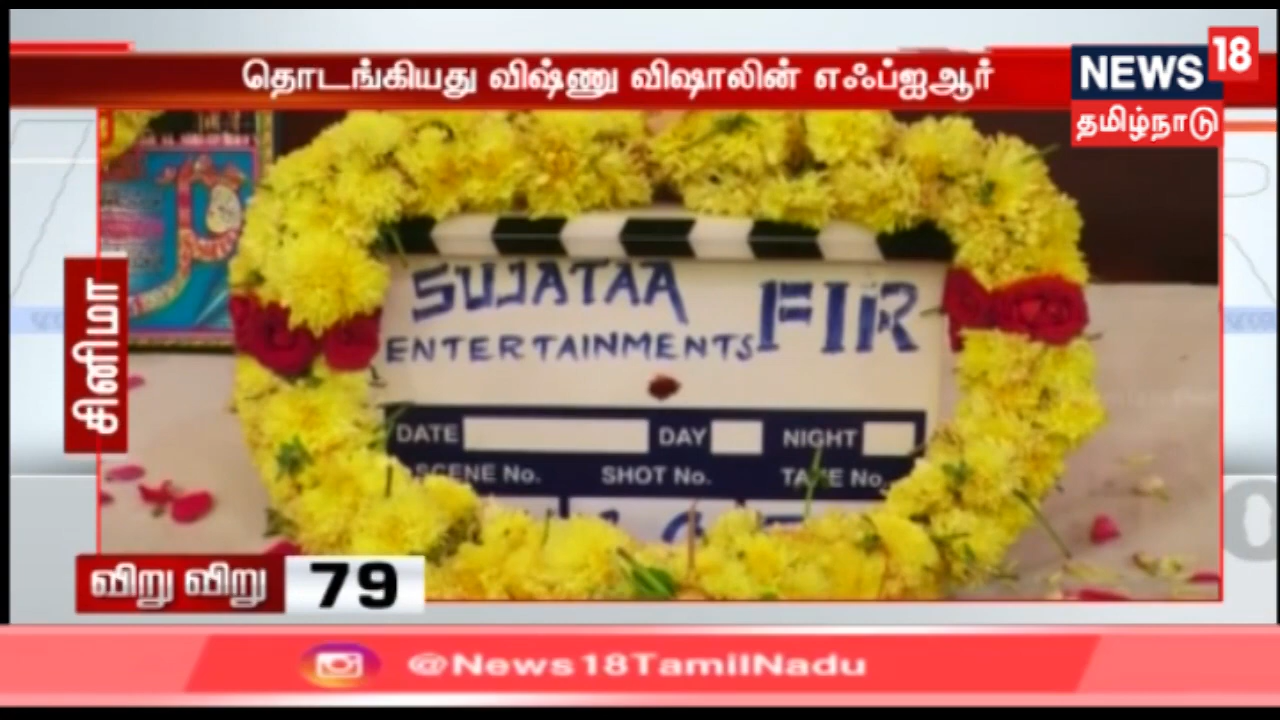 தொடங்கியது விஷ்ணு விஷாலின் எஃப்ஐஆர்
NEWS 18
தமிழ்நாடு
சினிமா
SUJATAA
ENTERTAINMENTS
FIR
DATE DAY NIGHT
SCENE No. SHOT No. TAKE No.
விறு விறு 79
@News18TamilNadu